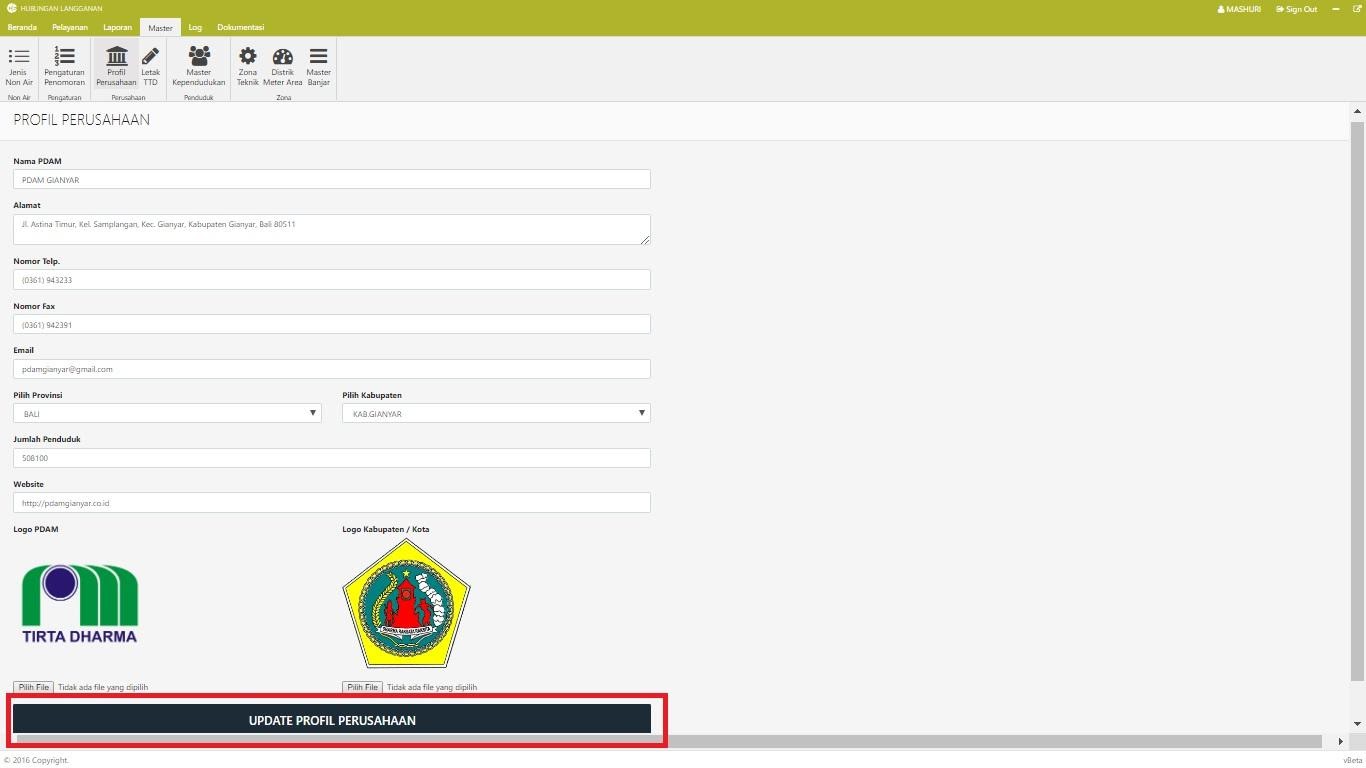 HUBUNGAN LANGGANAN
MASHURI Sign Out
Beranda Pelayanan Laporan Master Log Dokumentasi
Jenis Non Air
Pengaturan Penomoran
Profil Perusahaan
Letak TTD
Master Kependudukan
Zona Teknik
Distrik Meter Area
Master Banjar
Non Air Pengaturan Perusahaan Penduduk Zona
PROFIL PERUSAHAAN
Nama PDAM
PDAM GIANYAR
Alamat
Jl. Astina Timur, Kel. Samplangan, Kec. Gianyar, Kabupaten Gianyar, Bali 80511
Nomor Telp.
(0361) 943233
Nomor Fax
(0361) 942391
Email
pdamgianyar@gmail.com
Pilih Provinsi Pilih Kabupaten
BALI KAB.GIANYAR
Jumlah Penduduk
508100
Website
http://pdamgianyar.co.id
Logo PDAM Logo Kabupaten / Kota
TIRTA DHARMA
Pilih File Tidak ada file yang dipilih Pilih File Tidak ada file yang dipilih
UPDATE PROFIL PERUSAHAAN
© 2016 Copyright. vBeta